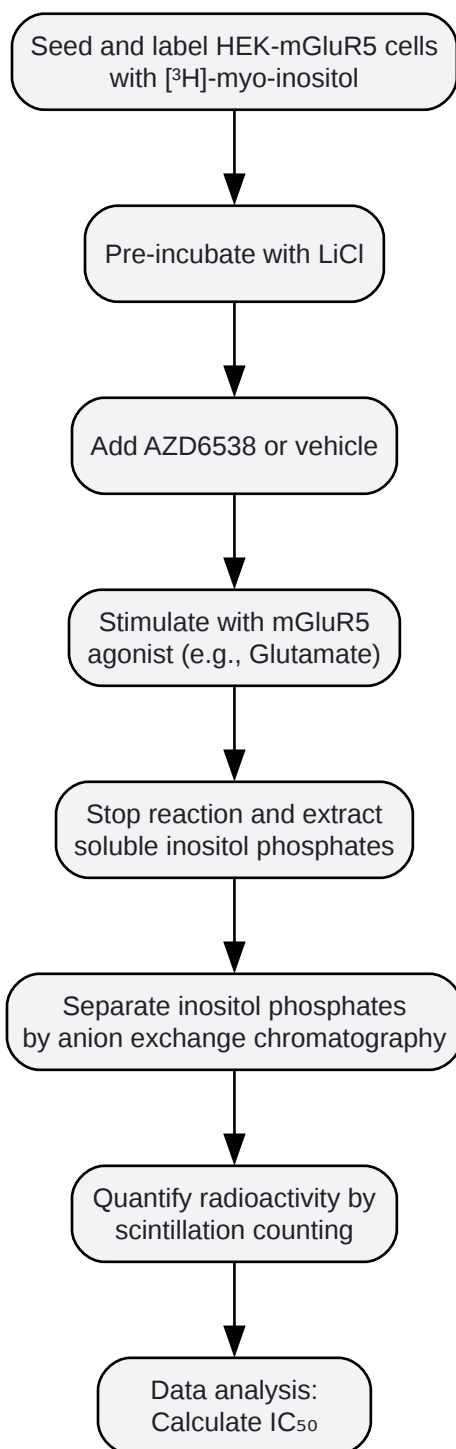 Seed and label HEK-mGluR5 cells
with [³H]-myo-inositol
Pre-incubate with LiCl
Add AZD6538 or vehicle
Stimulate with mGluR5
agonist (e.g., Glutamate)
Stop reaction and extract
soluble inositol phosphates
Separate inositol phosphates
by anion exchange chromatography
Quantify radioactivity by
scintillation counting
Data analysis:
Calculate IC₅₀